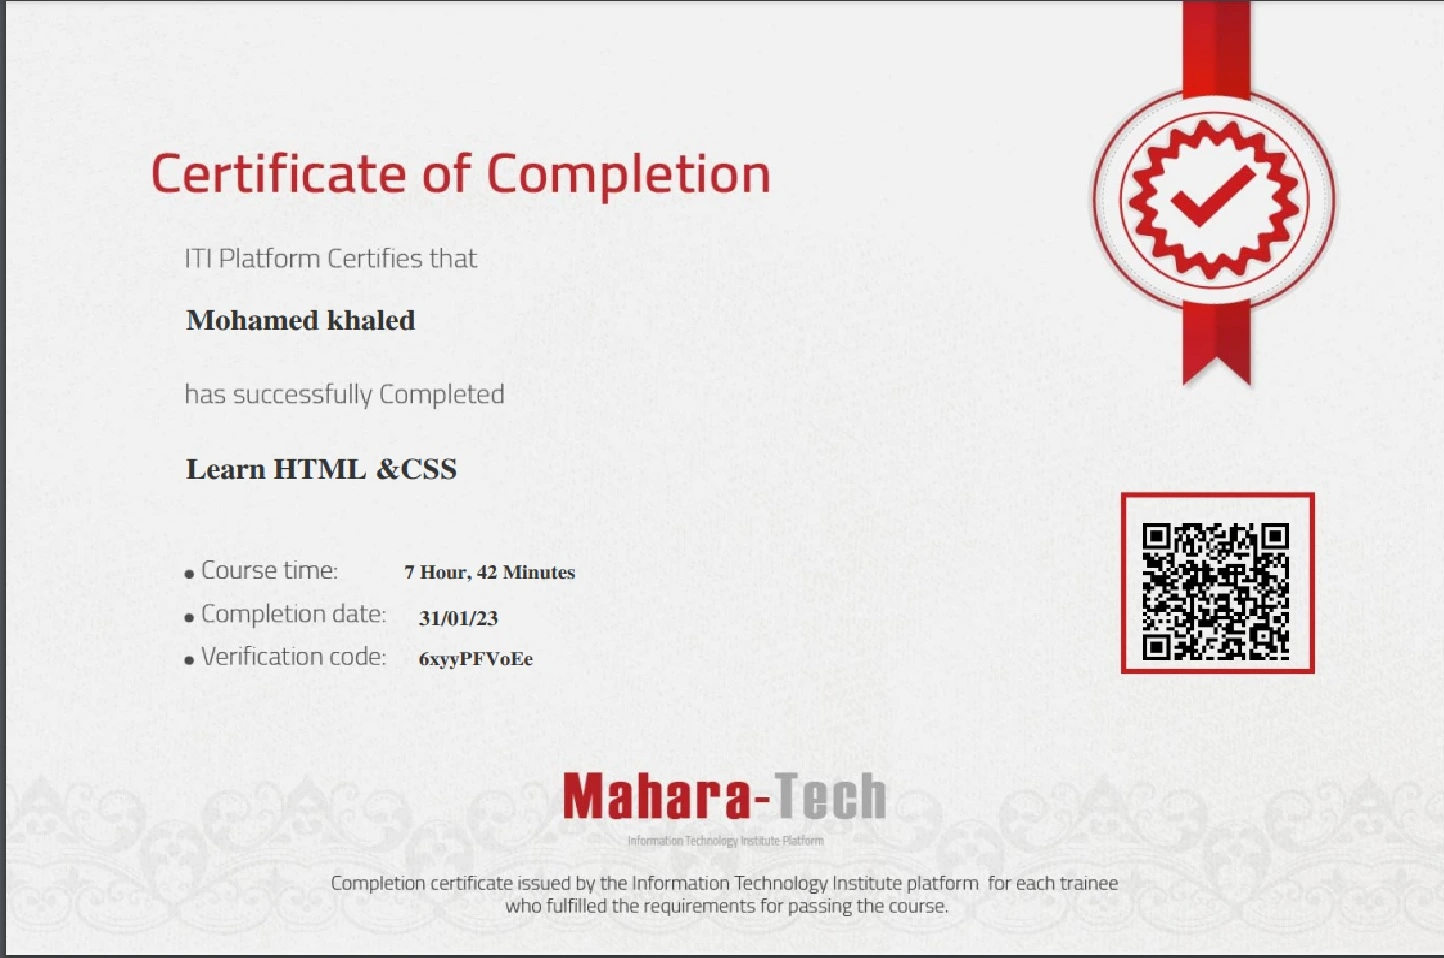 Certificate of Completion
ITI Platform Certifies that
Mohamed khaled
has successfully Completed
Learn HTML &CSS
• Course time: 7 Hour, 42 Minutes
• Completion date: 31/01/23
• Verification code: 6xyyPFVoEe
Mahara-Tech
Information Technology Institute Platform
Completion certificate issued by the Information Technology Institute platform for each trainee
who fulfilled the requirements for passing the course.